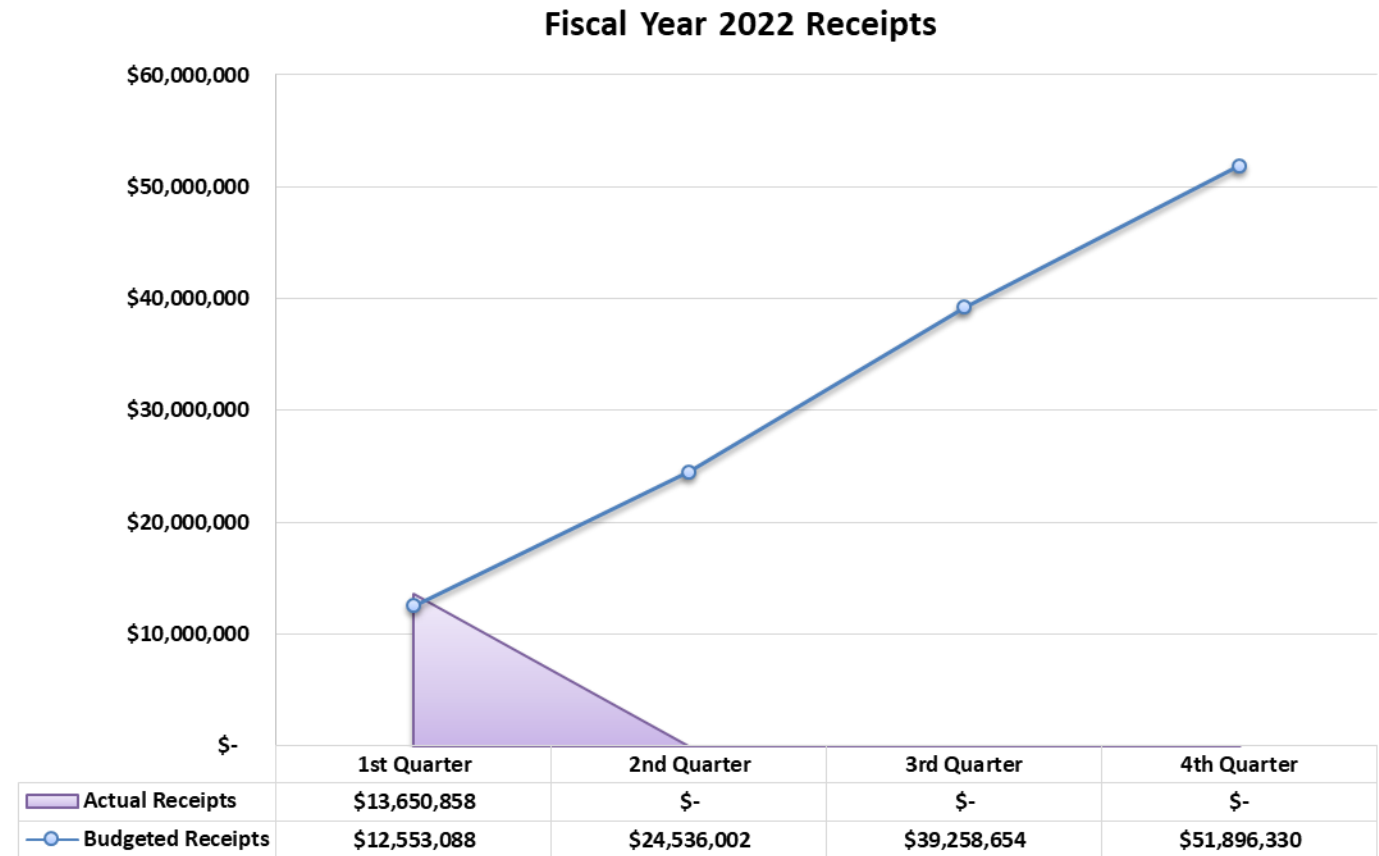 Fiscal Year 2022 Receipts
$60,000,000
$50,000,000
$40,000,000
$30,000,000
$20,000,000
$10,000,000
$-
1st Quarter 2nd Quarter 3rd Quarter 4th Quarter
Actual Receipts $13,650,858 $- $- $-
Budgeted Receipts $12,553,088 $24,536,002 $39,258,654 $51,896,330